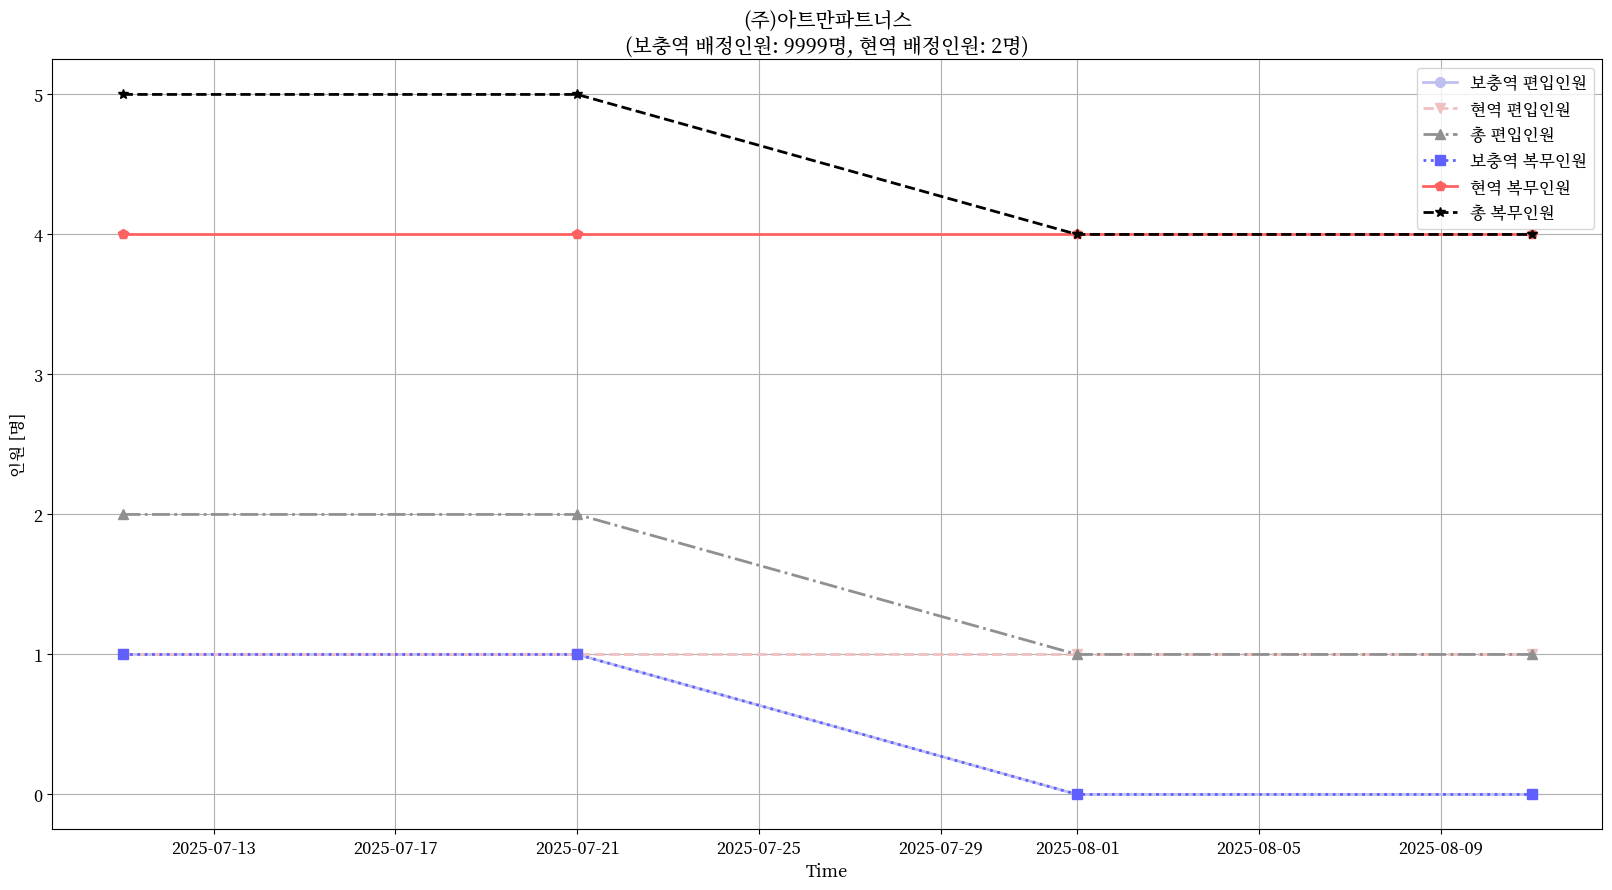 (주)아트만파트너스
(보충역 배정인원: 9999명, 현역 배정인원: 2명)
보충역 편입인원
현역 편입인원
총 편입인원
보충역 복무인원
현역 복무인원
총 복무인원
인원 [명]
5
4
3
2
1
0
2025-07-13 2025-07-17 2025-07-21 2025-07-25 2025-07-29 2025-08-01 2025-08-05 2025-08-09
Time